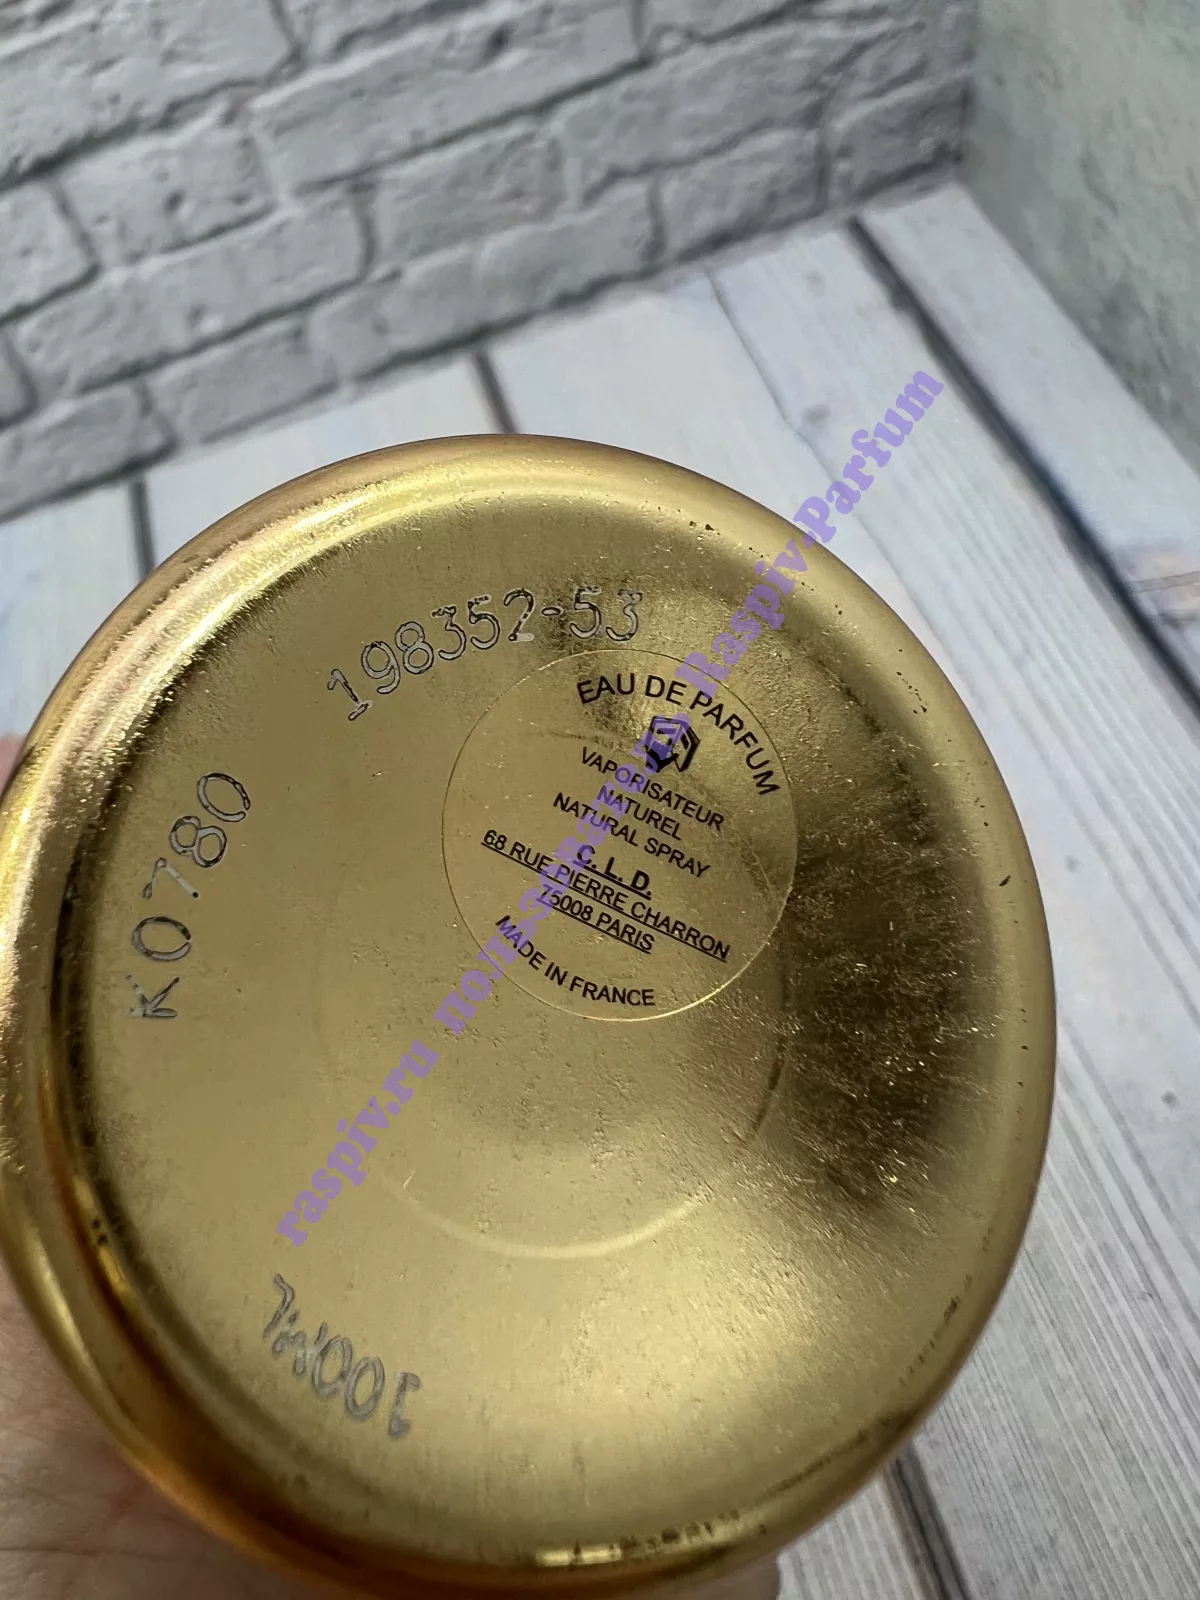 198352-53
K0780
100ML
EAU DE PARFUM
VAPORISATEUR
NATUREL
NATURAL SPRAY
C. L. D.
68 RUE PIERRE CHARRON
75008 PARIS
MADE IN FRANCE
raspiv.ru
Raspiv-Parfum